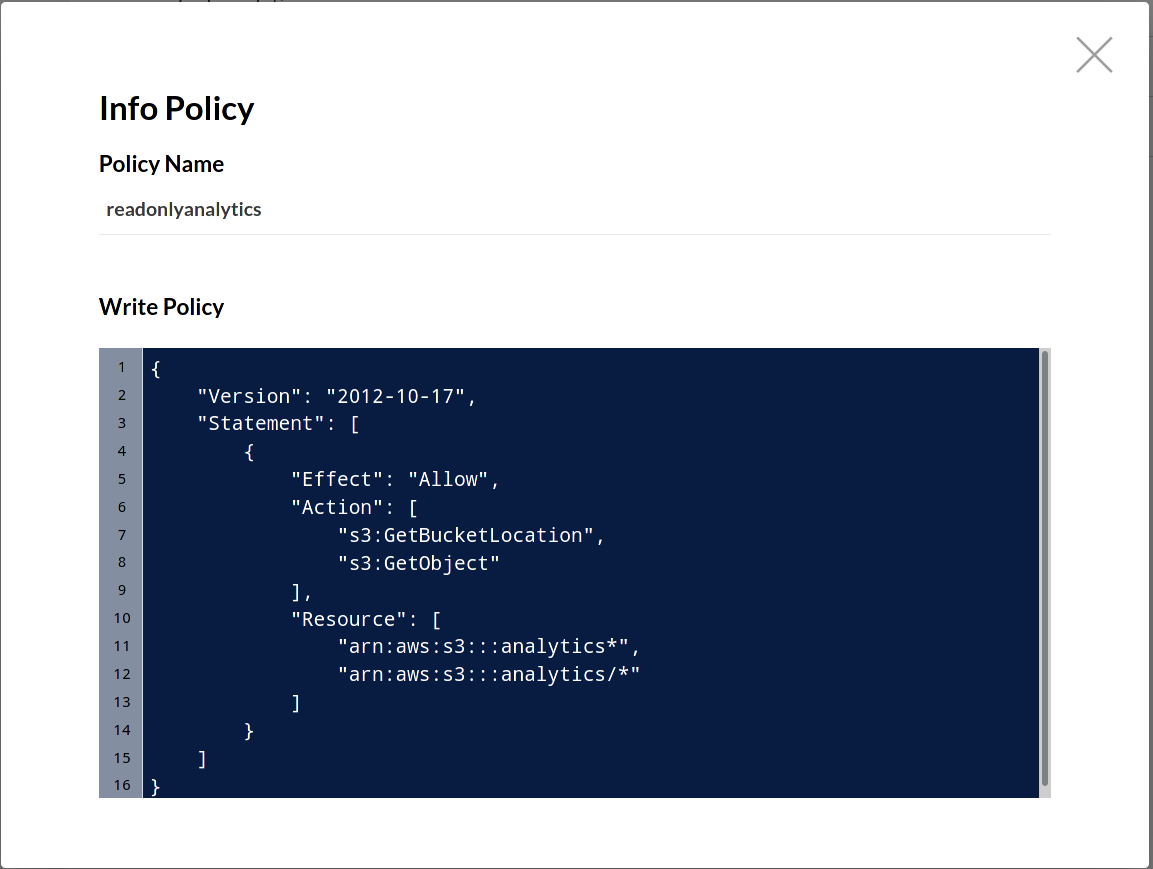 Info Policy
Policy Name
readonlyanalytics
Write Policy
1 {
2     "Version": "2012-10-17",
3     "Statement": [
4         {
5             "Effect": "Allow",
6             "Action": [
7                 "s3:GetBucketLocation",
8                 "s3:GetObject"
9             ],
10             "Resource": [
11                 "arn:aws:s3:::analytics*",
12                 "arn:aws:s3:::analytics/*"
13             ]
14         }
15     ]
16 }